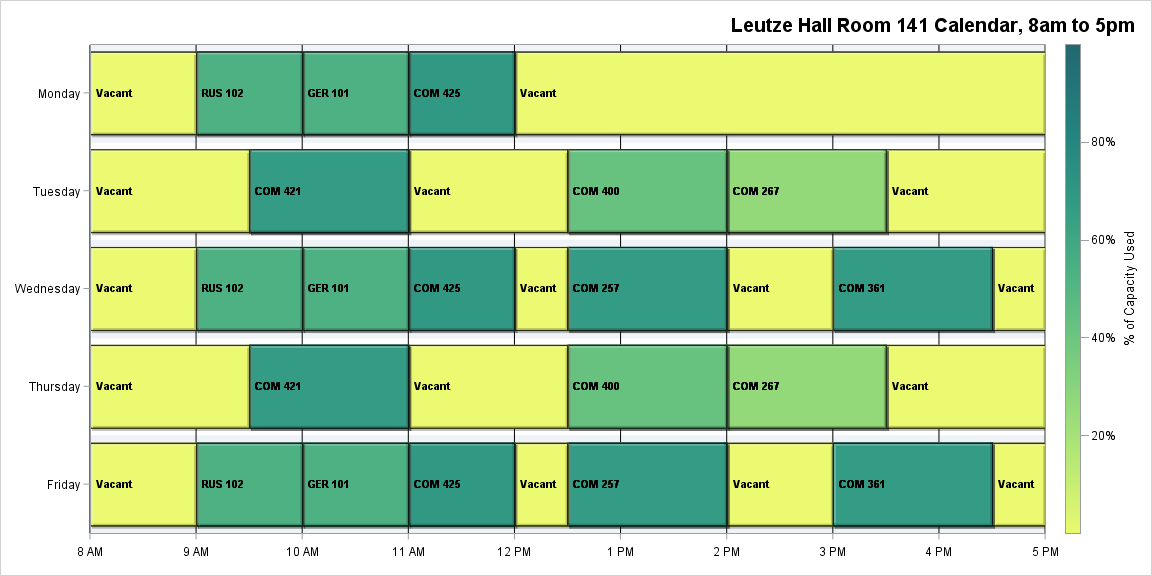 Leutze Hall Room 141 Calendar, 8am to 5pm
Monday
Vacant
RUS 102
GER 101
COM 425
Vacant
Tuesday
Vacant
COM 421
Vacant
COM 400
COM 267
Vacant
Wednesday
Vacant
RUS 102
GER 101
COM 425
Vacant
COM 257
Vacant
COM 361
Vacant
Thursday
Vacant
COM 421
Vacant
COM 400
COM 267
Vacant
Friday
Vacant
RUS 102
GER 101
COM 425
Vacant
COM 257
Vacant
COM 361
Vacant
8 AM
9 AM
10 AM
11 AM
12 PM
1 PM
2 PM
3 PM
4 PM
5 PM
80%
60%
40%
20%
% of Capacity Used